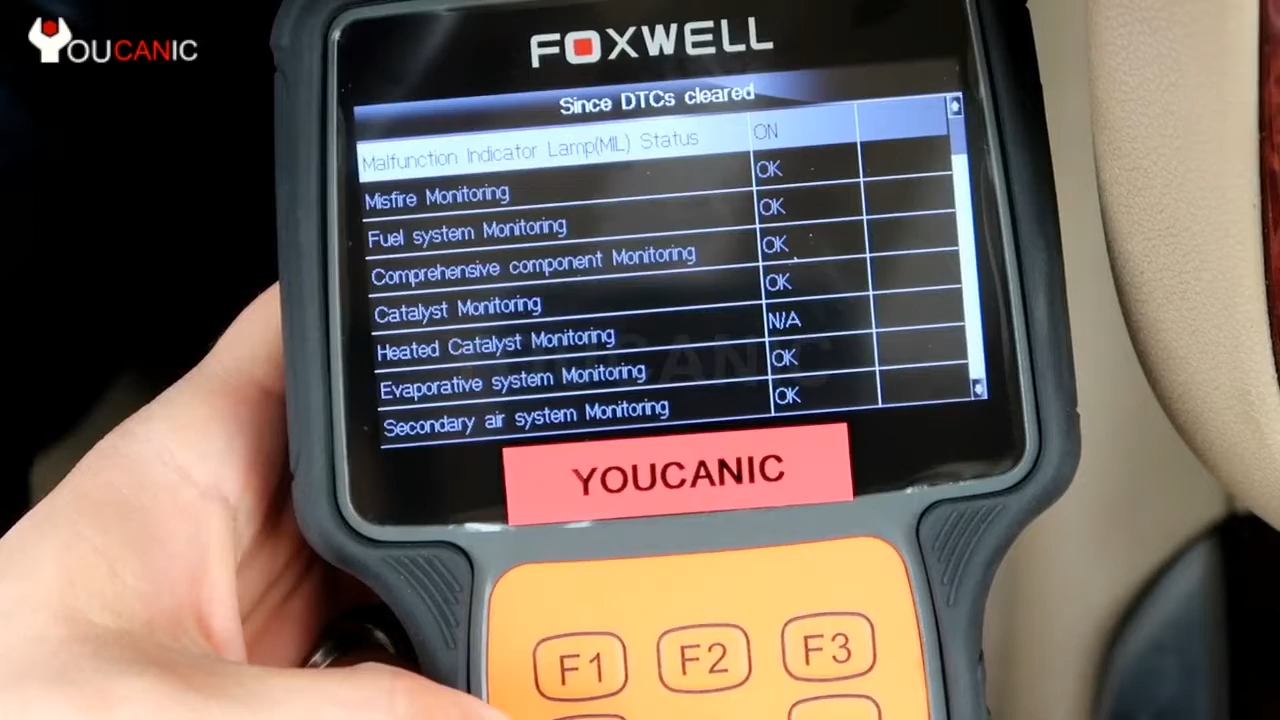 YOUCANIC
FOXWELL
Since DTCs cleared
Malfunction Indicator Lamp(MIL) Status ON
Misfire Monitoring OK
Fuel system Monitoring OK
Comprehensive component Monitoring OK
Catalyst Monitoring OK
Heated Catalyst Monitoring N/A
Evaporative system Monitoring OK
Secondary air system Monitoring OK
YOUCANIC
YOUCANIC
F1 F2 F3